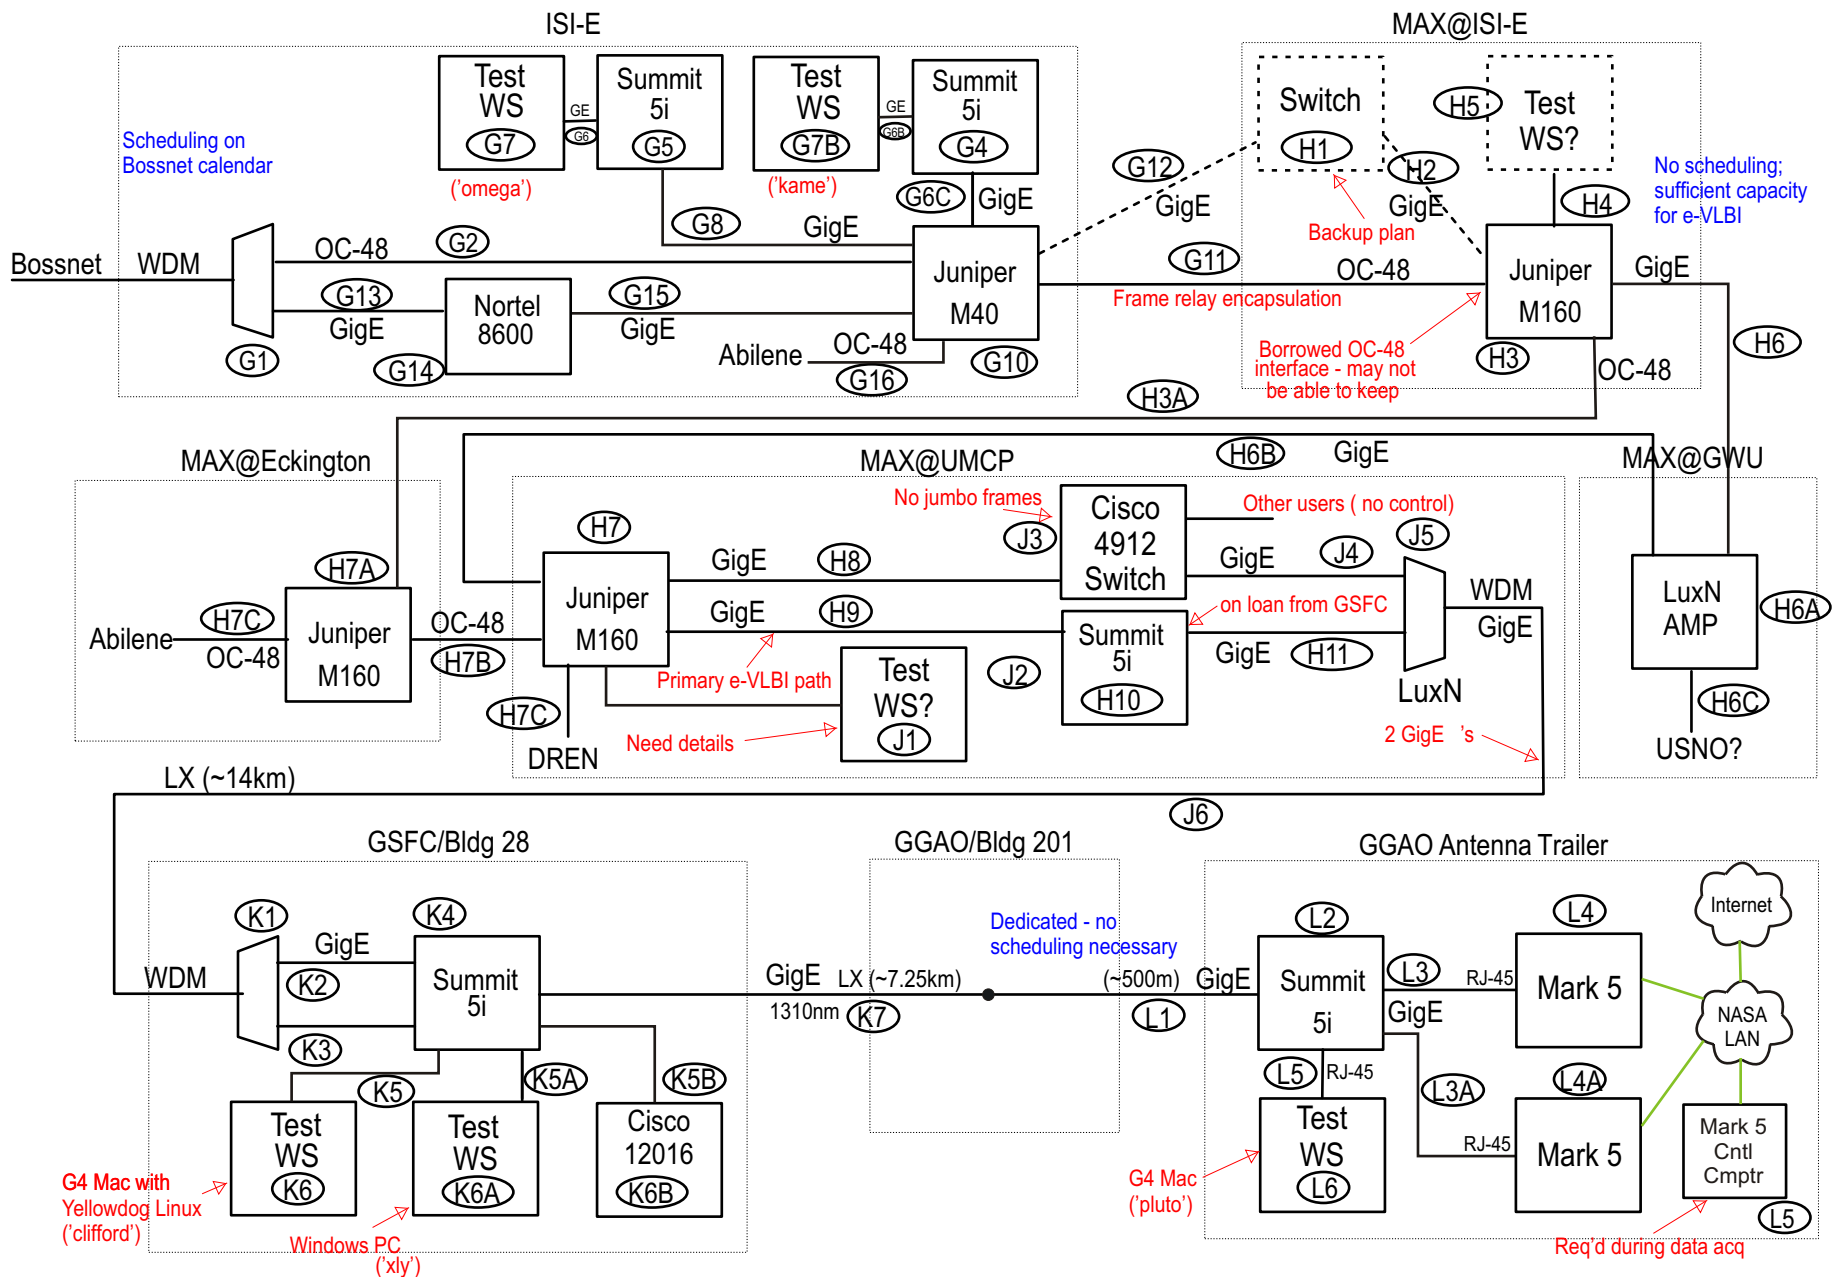 ISI-E
MAX@ISI-E
Test
WS
G7
GE
G6
Summit
5i
G5
Test
WS
G7B
GE
G6B
Summit
5i
G4
('omega')
('kame')
Scheduling on
Bossnet calendar
G6C
GigE
G8
GigE
G12
GigE
Switch
H1
H5
Test
WS?
H2
GigE
H4
Backup plan
No scheduling;
sufficient capacity
for e-VLBI
Bossnet
WDM
OC-48
G2
G13
GigE
G1
G14
Nortel
8600
G15
GigE
Juniper
M40
G10
Abilene
OC-48
G16
G11
OC-48
Frame relay encapsulation
Juniper
M160
H3
GigE
H6
Borrowed OC-48
interface - may not
be able to keep
OC-48
H3A
H6B
GigE
MAX@Eckington
MAX@UMCP
MAX@GWU
H7A
Abilene
H7C
OC-48
Juniper
M160
OC-48
H7B
H7
Juniper
M160
H7C
DREN
GigE
H8
GigE
H9
Primary e-VLBI path
No jumbo frames
J3
Cisco
4912
Switch
Other users ( no control)
J5
GigE
J4
on loan from GSFC
J2
Summit
5i
H10
GigE
H11
LuxN
WDM
GigE
Need details
Test
WS?
J1
2 GigE 's
LuxN
AMP
H6A
H6C
USNO?
LX (~14km)
J6
GSFC/Bldg 28
GGAO/Bldg 201
GGAO Antenna Trailer
K1
WDM
GigE
K2
K3
K4
Summit
5i
GigE
1310nm
LX (~7.25km)
K7
Dedicated - no
scheduling necessary
(~500m)
L1
GigE
L2
Summit
5i
L3
GigE
RJ-45
L4
Mark 5
Internet
NASA
LAN
K5
K5A
K5B
Test
WS
K6
Test
WS
K6A
Cisco
12016
K6B
G4 Mac with
Yellowdog Linux
('clifford')
Windows PC
('xly')
L5
RJ-45
L3A
RJ-45
L4A
Mark 5
Test
WS
L6
G4 Mac
('pluto')
Mark 5
Cntl
Cmptr
L5
Req'd during data acq